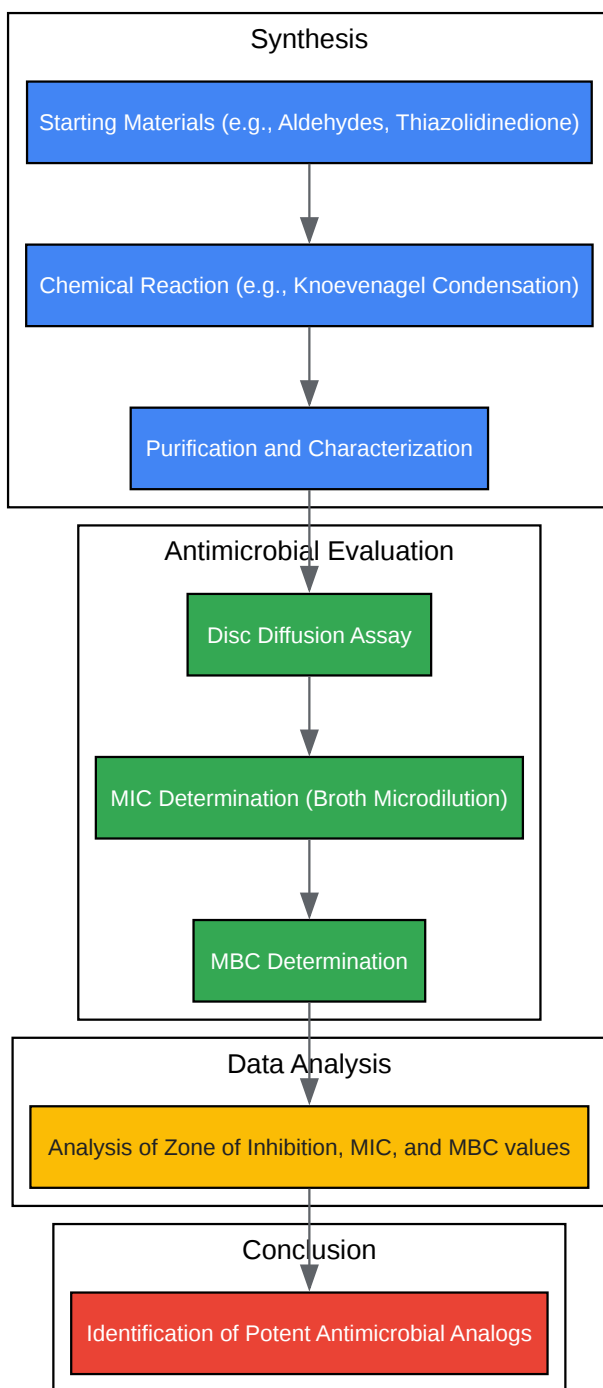 Synthesis
Starting Materials (e.g., Aldehydes, Thiazolidinedione)
Chemical Reaction (e.g., Knoevenagel Condensation)
Purification and Characterization
Antimicrobial Evaluation
Disc Diffusion Assay
MIC Determination (Broth Microdilution)
MBC Determination
Data Analysis
Analysis of Zone of Inhibition, MIC, and MBC values
Conclusion
Identification of Potent Antimicrobial Analogs